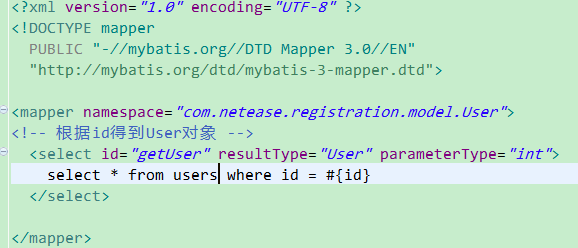 <?xml version="1.0" encoding="UTF-8" ?>
<!DOCTYPE mapper
PUBLIC "-//mybatis.org//DTD Mapper 3.0//EN"
"http://mybatis.org/dtd/mybatis-3-mapper.dtd">
<mapper namespace="com.netease.registration.model.User">
<!-- 根据id得到User对象 -->
<select id="getUser" resultType="User" parameterType="int">
select * from users where id = #{id}
</select>
</mapper>